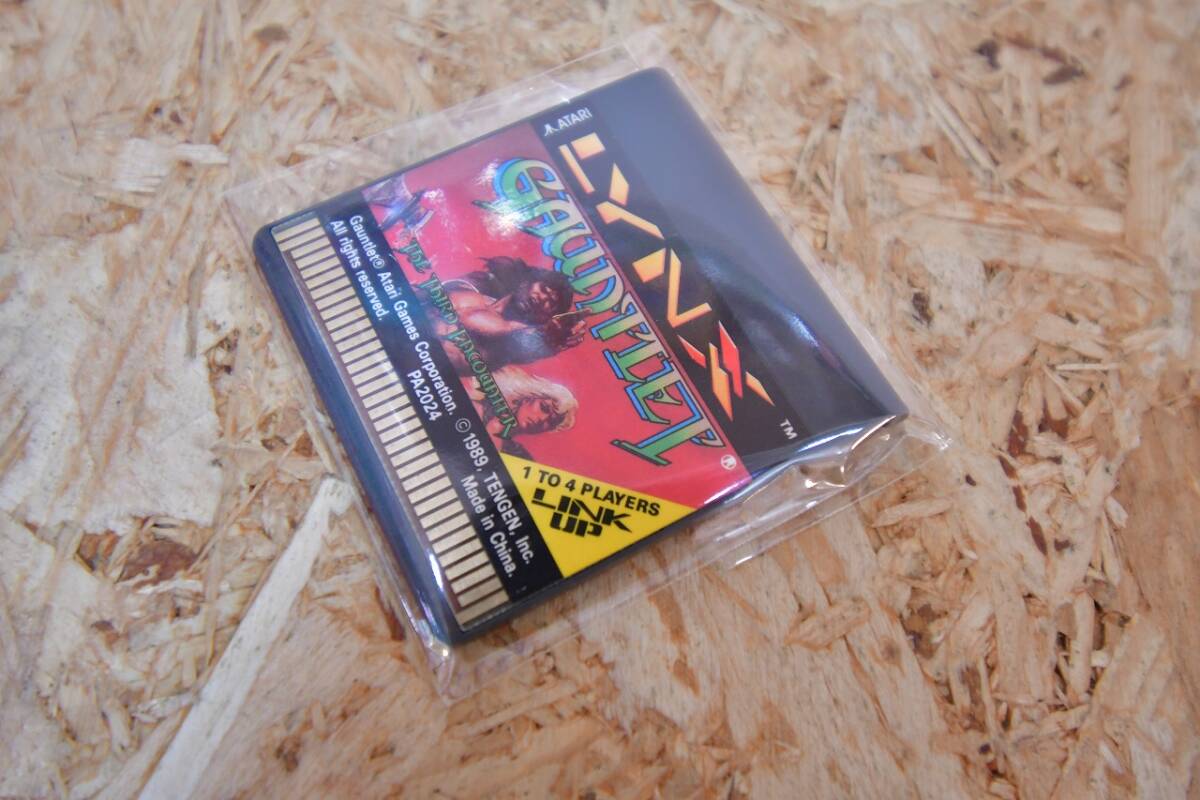 ATARI
LYNX
TM
GAUNTLET®
THE THIRD ENCOUNTER
1 TO 4 PLAYERS
LINK
UP
Gauntlet® Atari Games Corporation. ©1989, TENGEN, Inc.
All rights reserved. PA2024 Made in China.